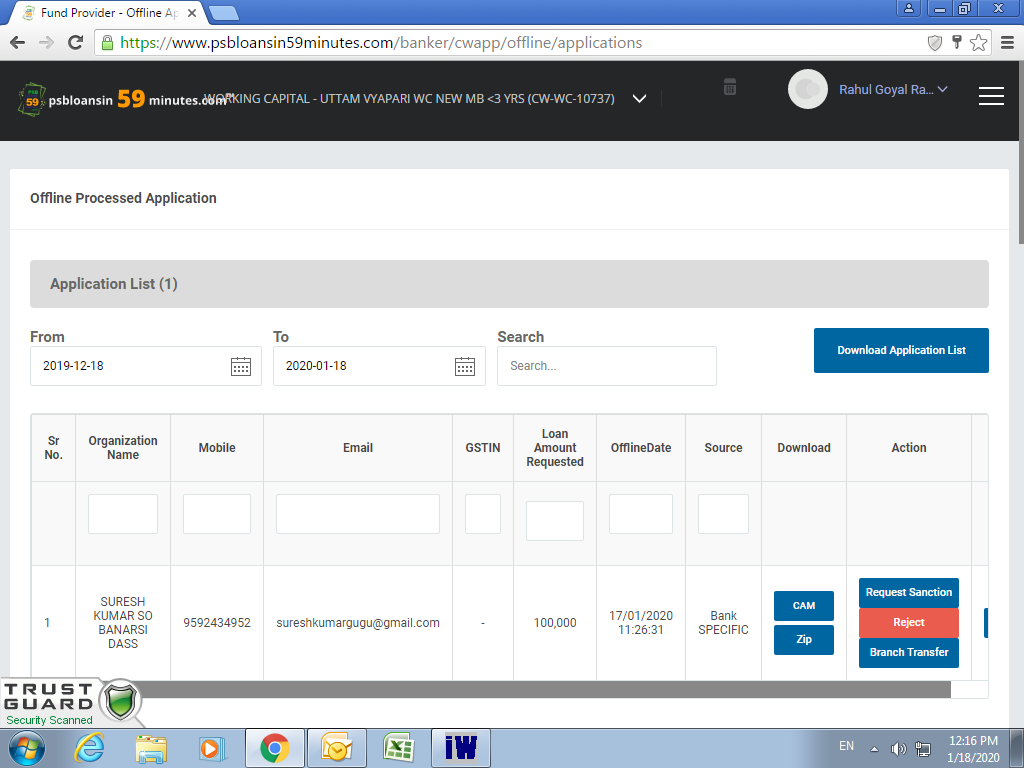 Fund Provider - Offline Ap
https://www.psbloansin59minutes.com/banker/cwapp/offline/applications
PSB
59
psbloansin 59 minutes.com
WORKING CAPITAL - UTTAM VYAPARI WC NEW MB <3 YRS (CW-WC-10737)
Rahul Goyal Ra...
Offline Processed Application
Application List (1)
From
To
Search
2019-12-18
2020-01-18
Search...
Download Application List
Sr No.
Organization Name
Mobile
Email
GSTIN
Loan Amount Requested
OfflineDate
Source
Download
Action
1
SURESH
KUMAR SO
BANARSI
DASS
9592434952
sureshkumargugu@gmail.com
-
100,000
17/01/2020
11:26:31
Bank
SPECIFIC
CAM
Zip
Request Sanction
Reject
Branch Transfer
TRUST
GUARD
Security Scanned
iW
EN
12:16 PM
1/18/2020